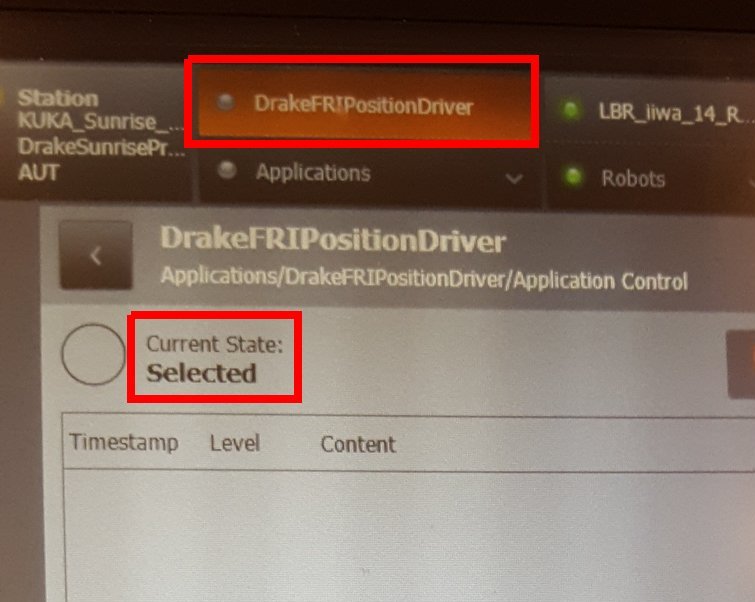 Station
KUKA_Sunrise_...
DrakeSunrisePr...
AUT
DrakeFRIPositionDriver
LBR_iiwa_14_R...
Applications
Robots
DrakeFRIPositionDriver
Applications/DrakeFRIPositionDriver/Application Control
Current State:
Selected
Timestamp Level Content